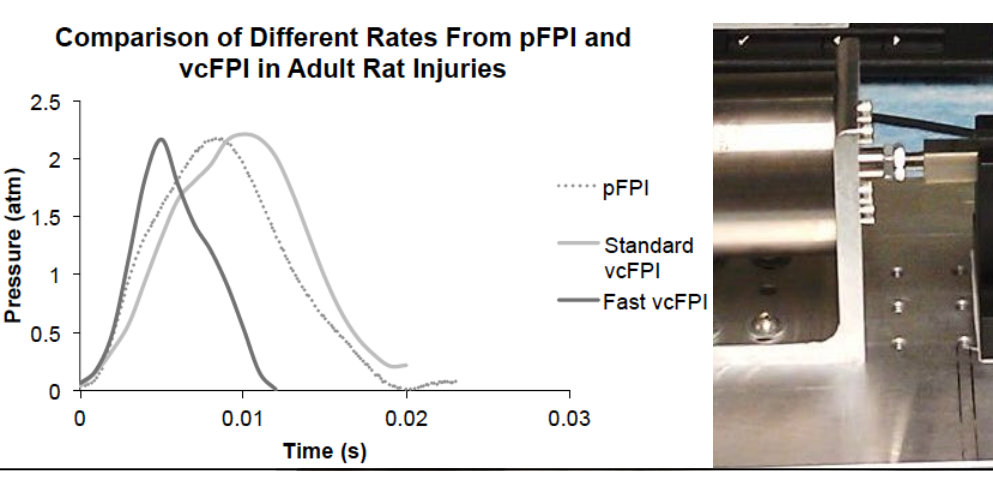 Comparison of Different Rates From pFPI and
vcFPI in Adult Rat Injuries
Pressure (atm)
2.5
2
1.5
1
0.5
0
0
0.01
0.02
0.03
Time (s)
pFPI
Standard
vcFPI
Fast vcFPI